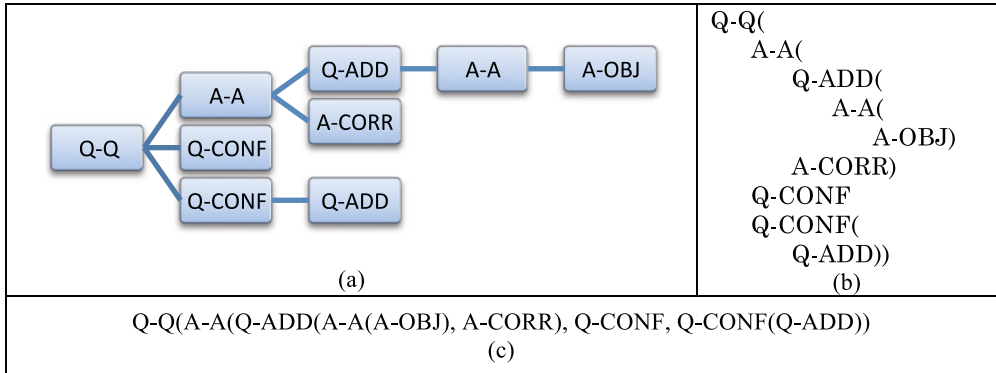 Q-ADD A-A A-OBJ
A-A
A-CORR
Q-Q Q-CONF
Q-CONF Q-ADD
(a)
Q-Q(
A-A(
Q-ADD(
A-A(
A-OBJ)
A-CORR)
Q-CONF
Q-CONF(
Q-ADD))
(b)
Q-Q(A-A(Q-ADD(A-A(A-OBJ), A-CORR), Q-CONF, Q-CONF(Q-ADD))
(c)